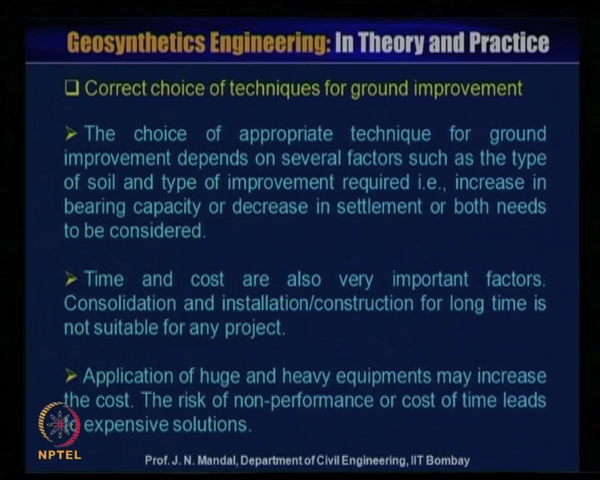 Geosynthetics Engineering: In Theory and Practice
❑ Correct choice of techniques for ground improvement
➢ The choice of appropriate technique for ground
improvement depends on several factors such as the type
of soil and type of improvement required i.e., increase in
bearing capacity or decrease in settlement or both needs
to be considered.
➢ Time and cost are also very important factors.
Consolidation and installation/construction for long time is
not suitable for any project.
➢ Application of huge and heavy equipments may increase
the cost. The risk of non-performance or cost of time leads
to expensive solutions.
NPTEL
Prof. J. N. Mandal, Department of Civil Engineering, IIT Bombay